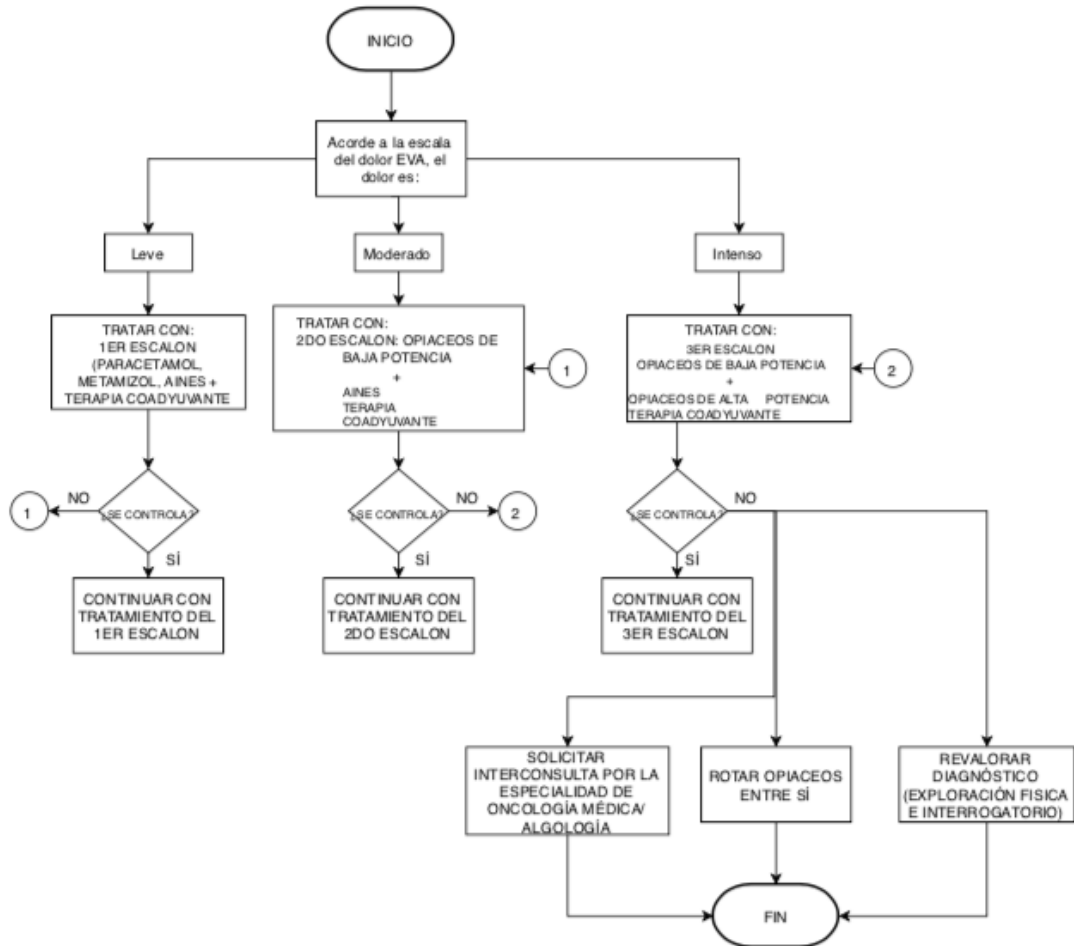 INICIO
Acorde a la escala
del dolor EVA, el
dolor es:
Leve
Moderado
Intenso
TRATAR CON:
1ER ESCALON
(PARACETAMOL,
METAMIZOL, AINES +
TERAPIA COADYUVANTE
TRATAR CON:
2DO ESCALON: OPIACEOS DE
BAJA POTENCIA
+
AINES
TERAPIA
COADYUVANTE
1
TRATAR CON:
3ER ESCALON
OPIACEOS DE BAJA POTENCIA
+
OPIACEOS DE ALTA POTENCIA
TERAPIA COADYUVANTE
2
1
NO
¿SE CONTROLA?
SÍ
¿SE CONTROLA?
NO
2
SÍ
¿SE CONTROLA?
NO
SÍ
CONTINUAR CON
TRATAMIENTO DEL
1ER ESCALON
CONTINUAR CON
TRATAMIENTO DEL
2DO ESCALON
CONTINUAR CON
TRATAMIENTO DEL
3ER ESCALON
SOLICITAR
INTERCONSULTA POR LA
ESPECIALIDAD DE
ONCOLOGÍA MÉDICA/
ALGOLOGÍA
ROTAR OPIACEOS
ENTRE SÍ
REVALORAR
DIAGNÓSTICO
(EXPLORACIÓN FISICA
E INTERROGATORIO)
FIN